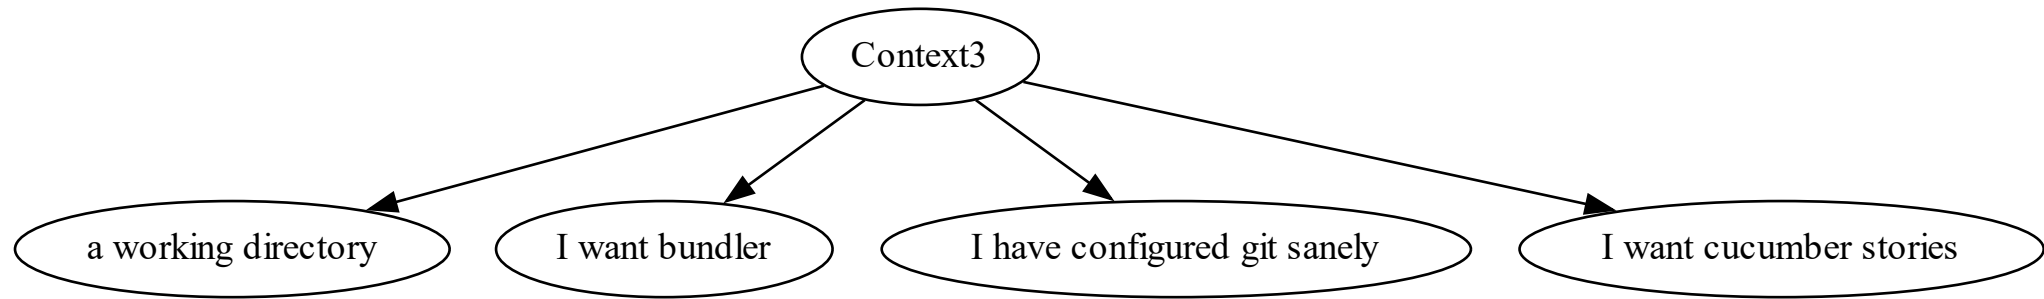 Context3
a working directory
I want bundler
I have configured git sanely
I want cucumber stories